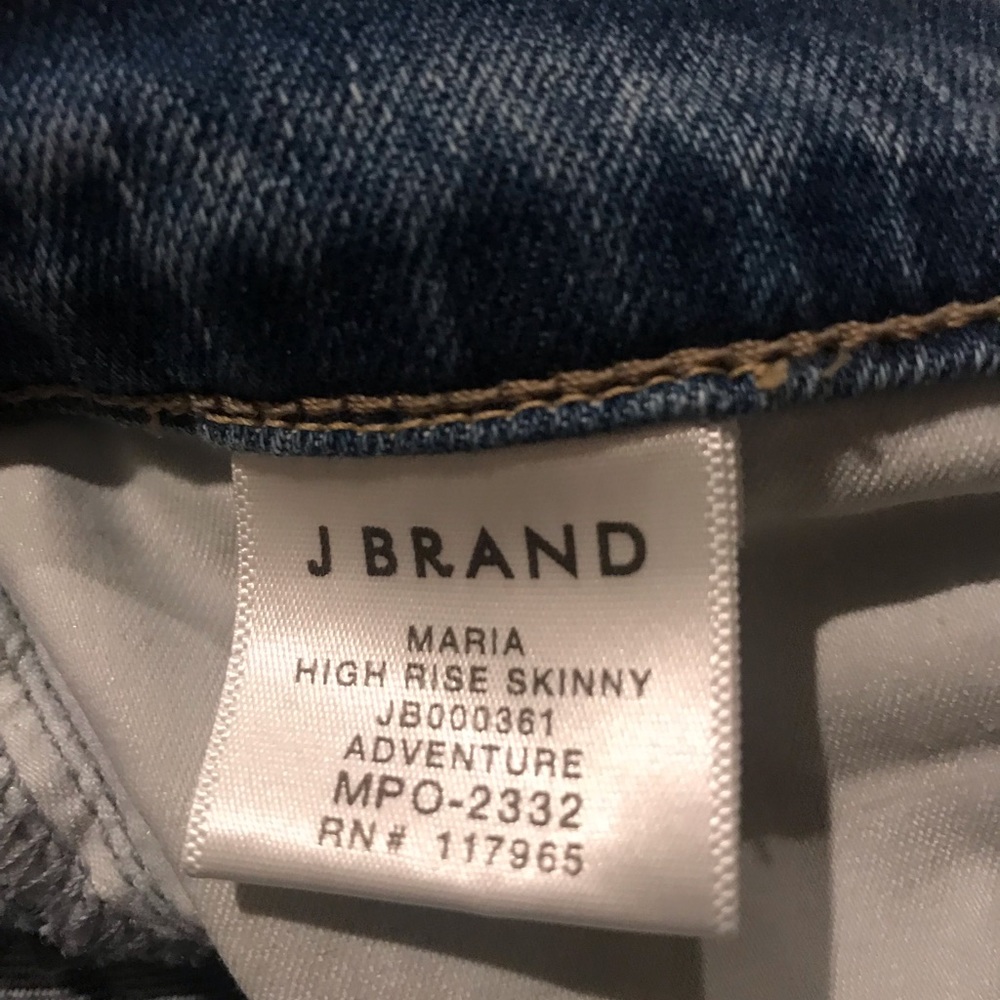 J BRAND
MARIA
HIGH RISE SKINNY
JB000361
ADVENTURE
MPO-2332
RN# 117965